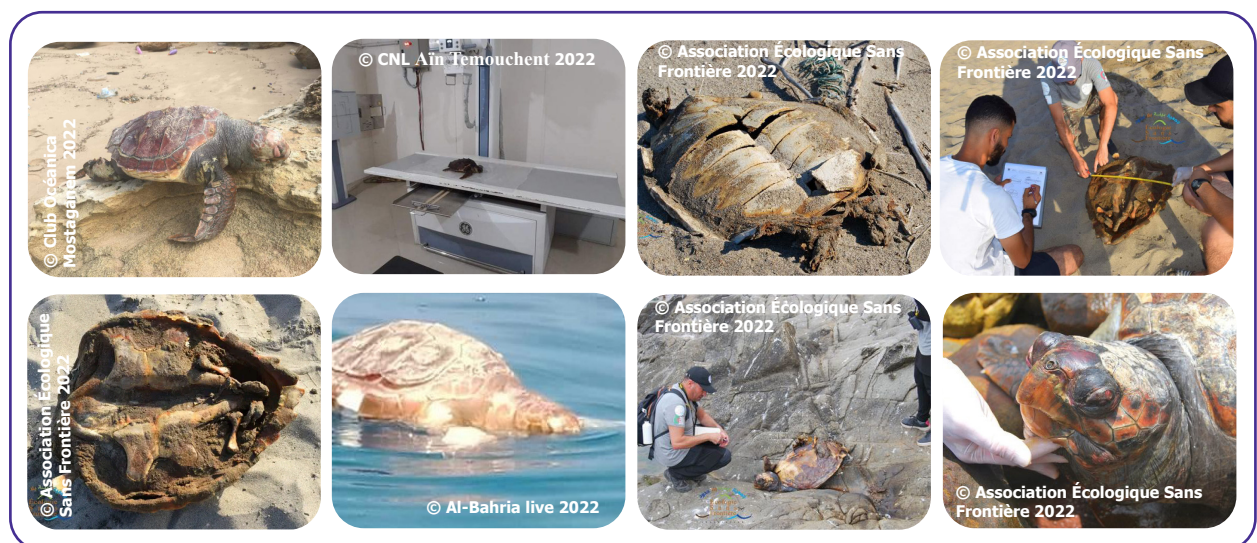 © Club Océanica
Mostaganem 2022
© CNL Aïn Temouchent 2022
© Association Écologique Sans
Frontière 2022
© Association Écologique Sans
Frontière 2022
© Association Écologique
Sans Frontière 2022
© Al-Bahria live 2022
© Association Écologique Sans
Frontière 2022
© Association Écologique Sans
Frontière 2022